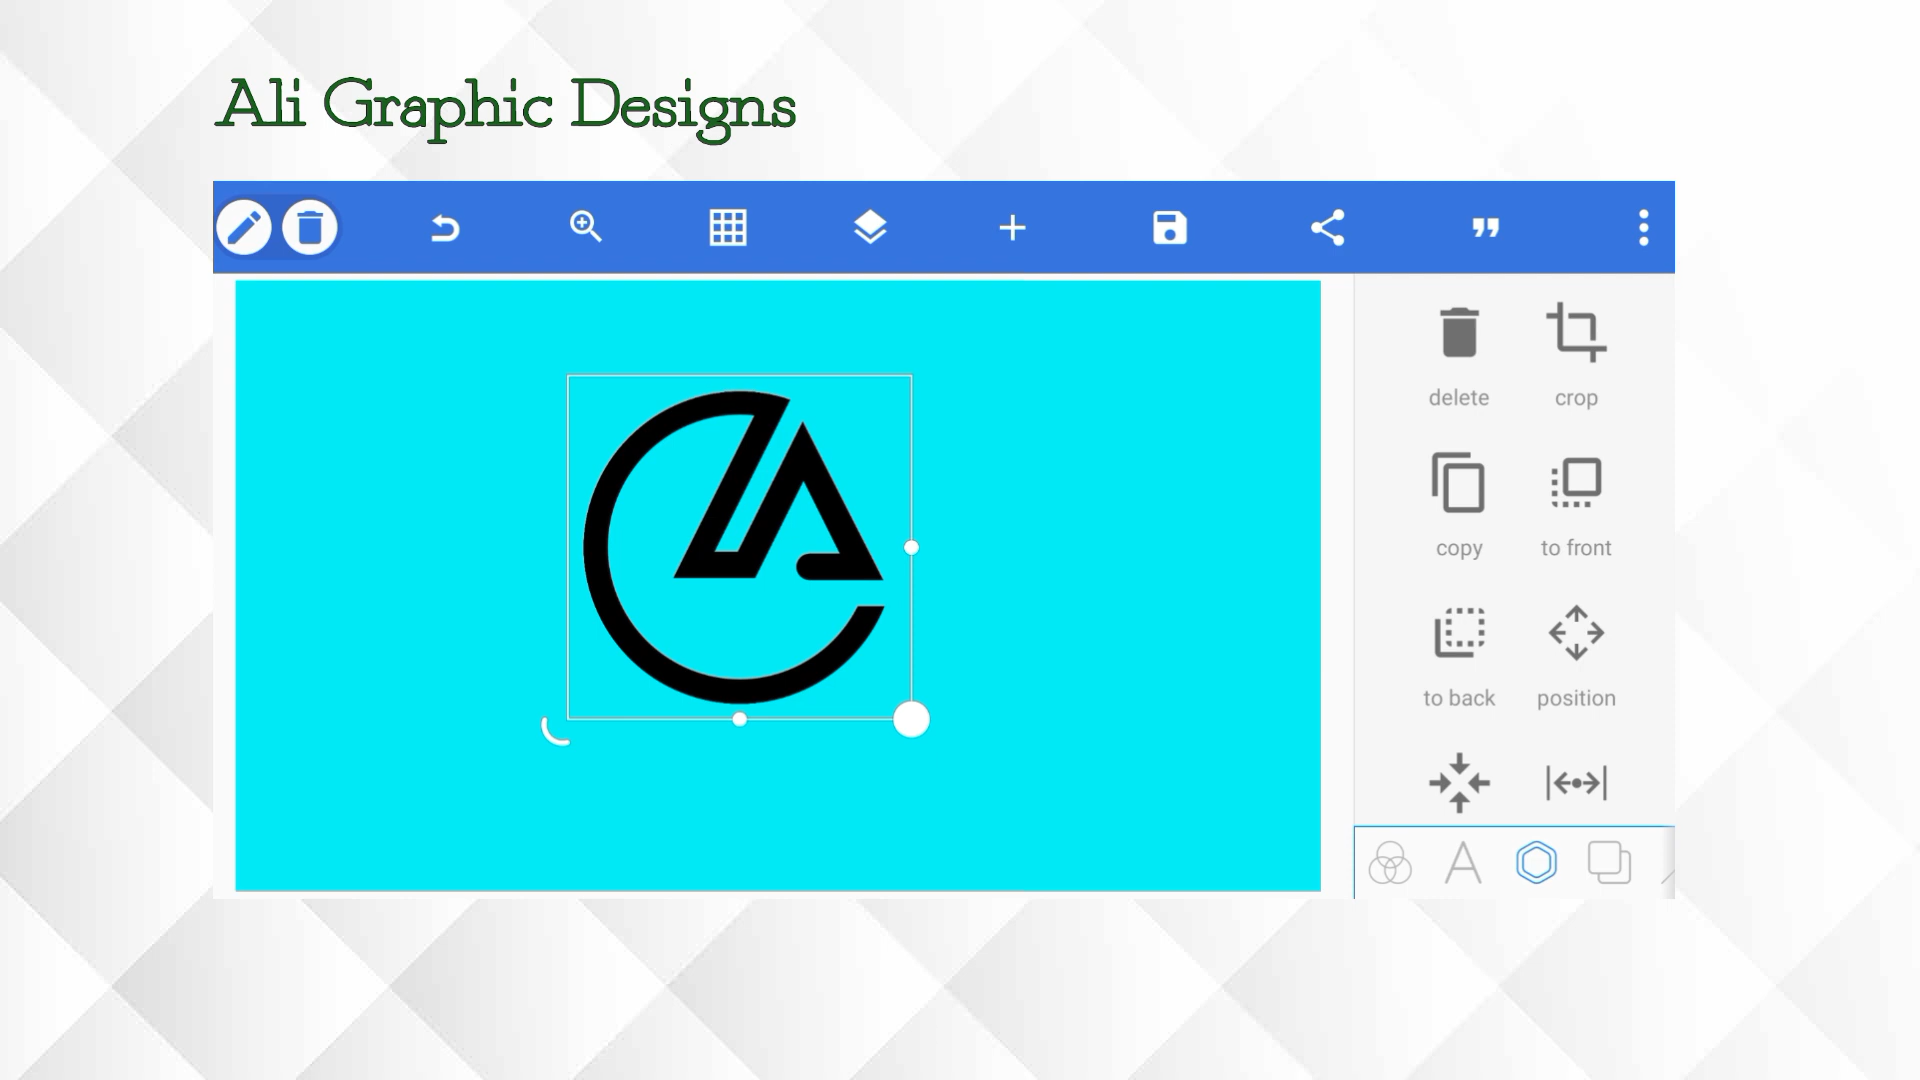 Ali Graphic Designs
delete crop
copy to front
to back position